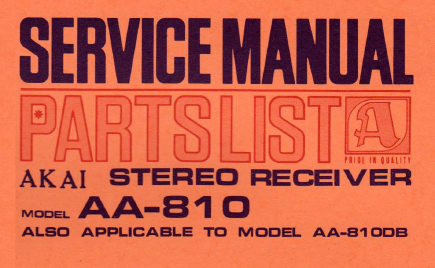 SERVICE MANUAL
PARTS LIST
A
PRIDE IN QUALITY
AKAI STEREO RECEIVER
MODEL AA-810
ALSO APPLICABLE TO MODEL AA-810DB